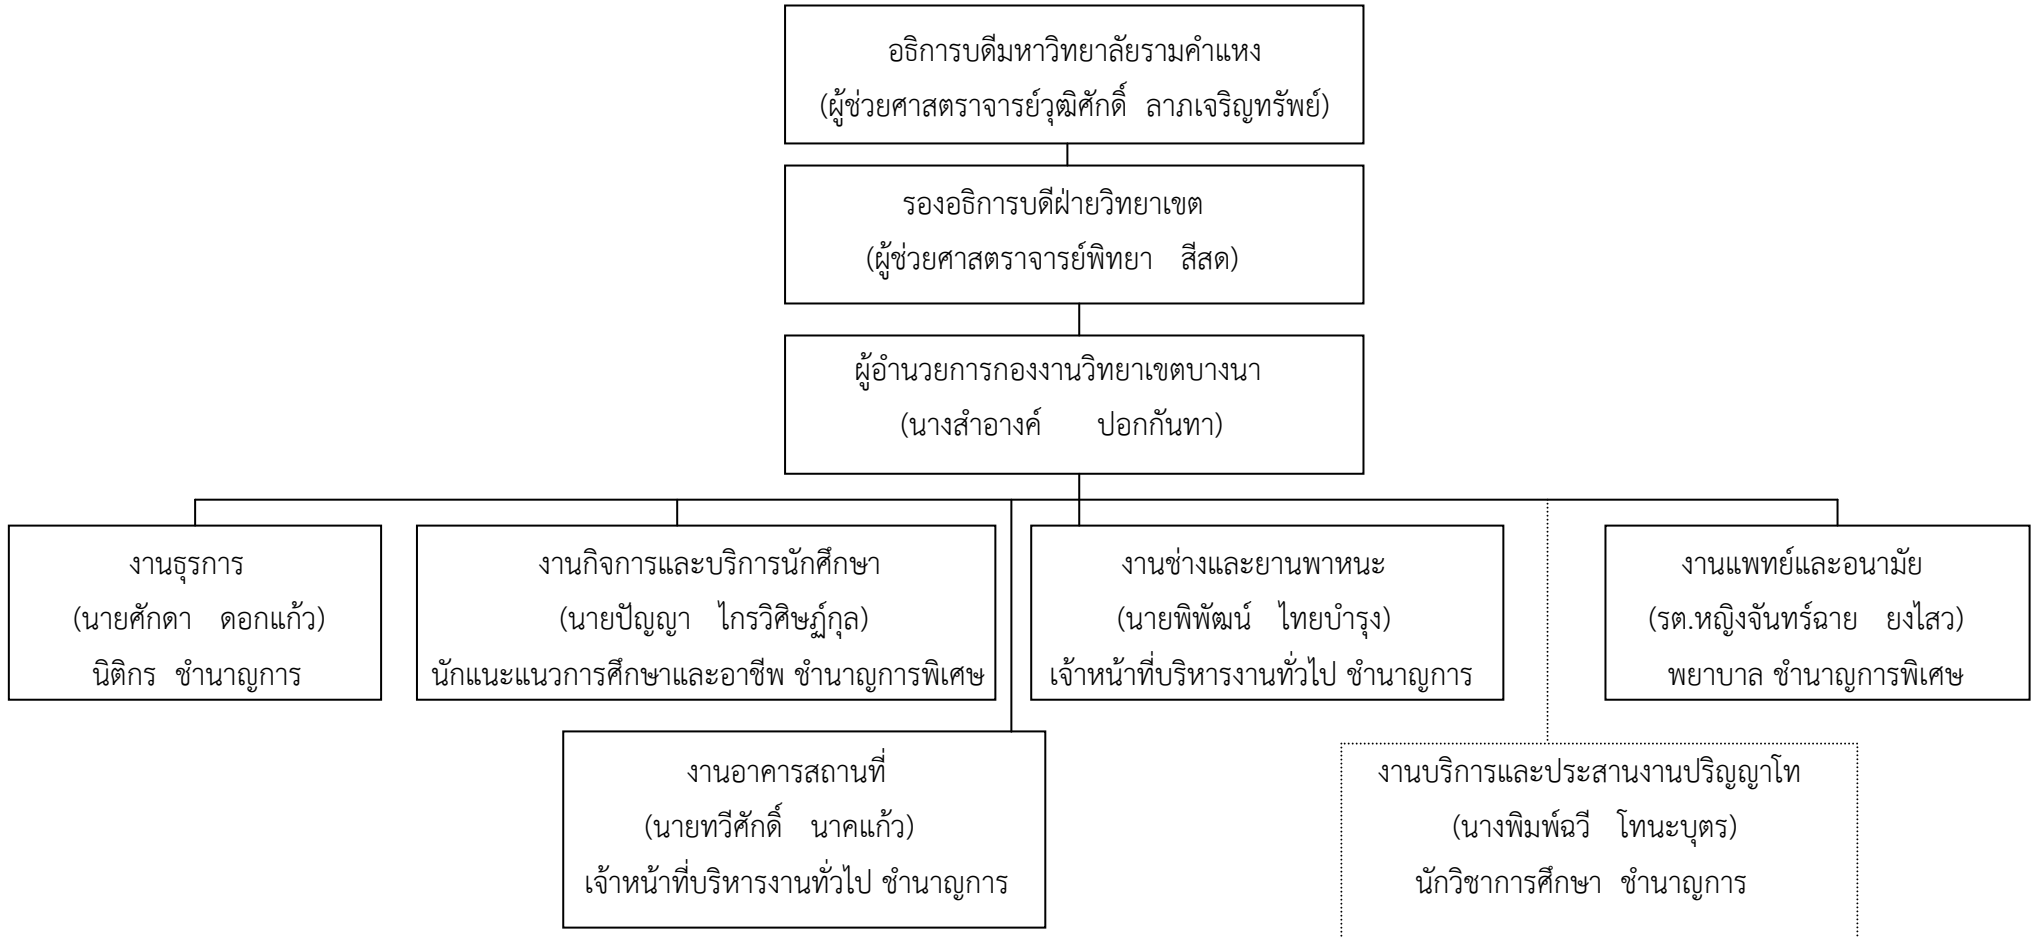 อธิการบดีมหาวิทยาลัยรามคำแหง
(ผู้ช่วยศาสตราจารย์วุฒิศักดิ์ ลาภเจริญทรัพย์)
รองอธิการบดีฝ่ายวิทยาเขต
(ผู้ช่วยศาสตราจารย์พิทยา สีสด)
ผู้อำนวยการกองงานวิทยาเขตบางนา
(นางสำอางค์ ปอกกันทา)
งานธุรการ
(นายศักดา ดอกแก้ว)
นิติกร ชำนาญการ
งานกิจการและบริการนักศึกษา
(นายปัญญา ไกรวิศิษฏ์กุล)
นักแนะแนวการศึกษาและอาชีพ ชำนาญการพิเศษ
งานช่างและยานพาหนะ
(นายพิพัฒน์ ไทยบำรุง)
เจ้าหน้าที่บริหารงานทั่วไป ชำนาญการ
งานแพทย์และอนามัย
(รต.หญิงจันทร์ฉาย ยงไสว)
พยาบาล ชำนาญการพิเศษ
งานอาคารสถานที่
(นายทวีศักดิ์ นาคแก้ว)
เจ้าหน้าที่บริหารงานทั่วไป ชำนาญการ
งานบริการและประสานงานปริญญาโท
(นางพิมพ์ฉวี โทนะบุตร)
นักวิชาการศึกษา ชำนาญการ